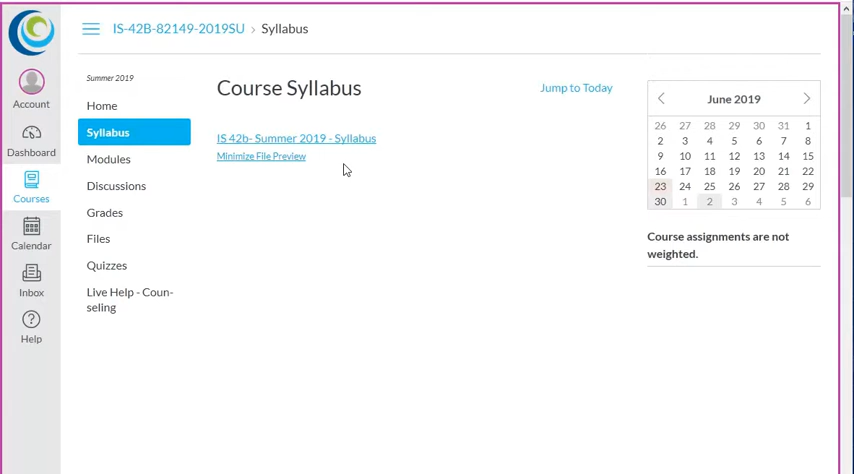 IS-42B-82149-2019SU > Syllabus
Account
Dashboard
Courses
Calendar
Inbox
Help
Summer 2019
Home
Syllabus
Modules
Discussions
Grades
Files
Quizzes
Live Help - Coun-
seling
Course Syllabus
Jump to Today
IS 42b- Summer 2019 - Syllabus
Minimize File Preview
June 2019
26 27 28 29 30 31 1
2 3 4 5 6 7 8
9 10 11 12 13 14 15
16 17 18 19 20 21 22
23 24 25 26 27 28 29
30 1 2 3 4 5 6
Course assignments are not
weighted.